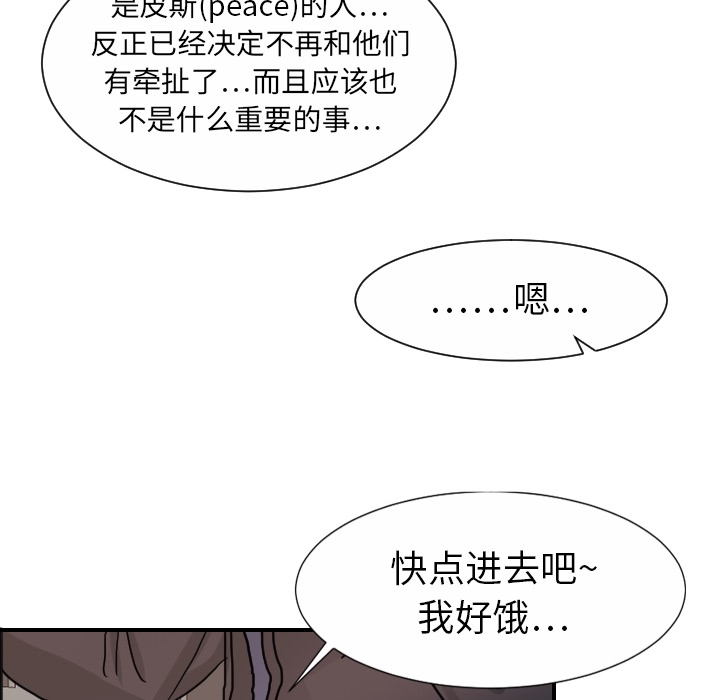 是皮斯(peace)的人...
反正已经决定不再和他们
有牵扯了...而且应该也
不是什么重要的事...
......嗯...
快点进去吧~
我好饿...